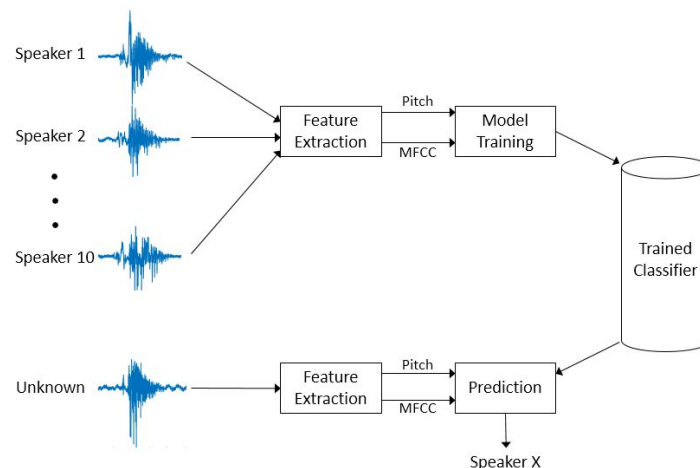 Speaker 1
Speaker 2
Speaker 10
Feature
Extraction
Pitch
MFCC
Model
Training
Trained
Classifier
Unknown
Feature
Extraction
Pitch
MFCC
Prediction
Speaker X